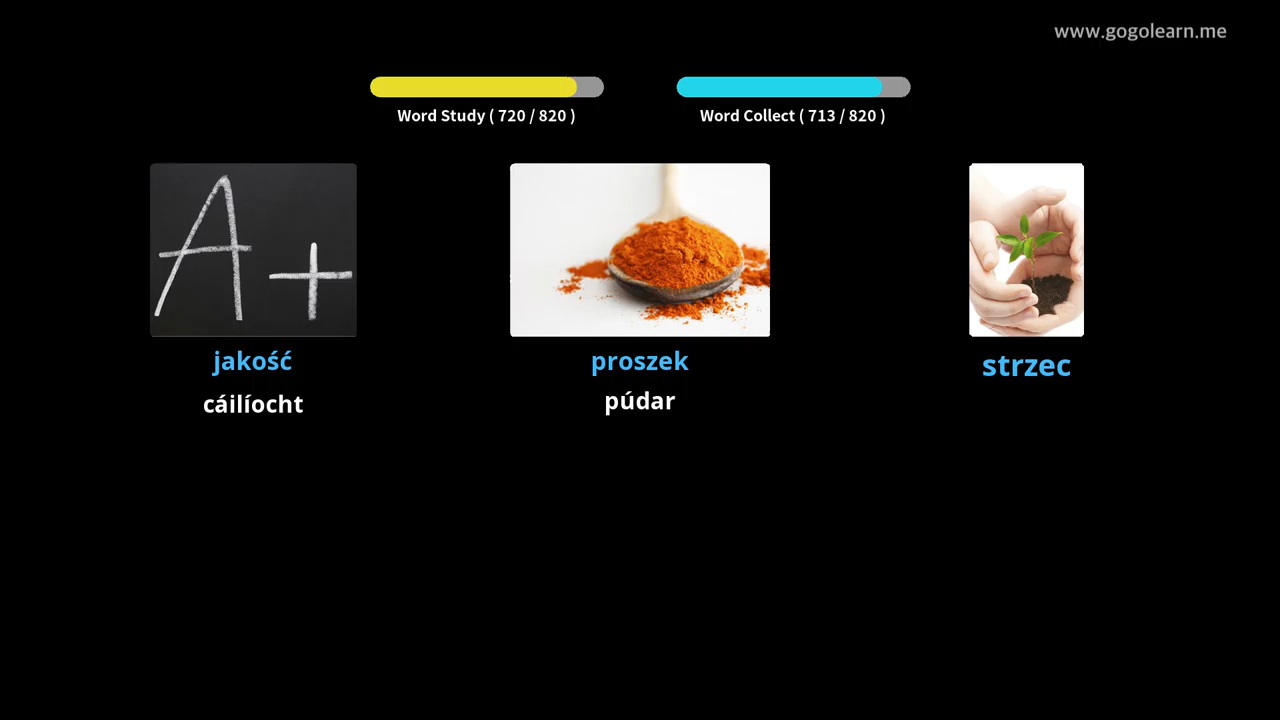 www.gogolearn.me
Word Study ( 720 / 820 )
Word Collect ( 713 / 820 )
A+
jakość
proszek
strzec
cáilíocht
púdar